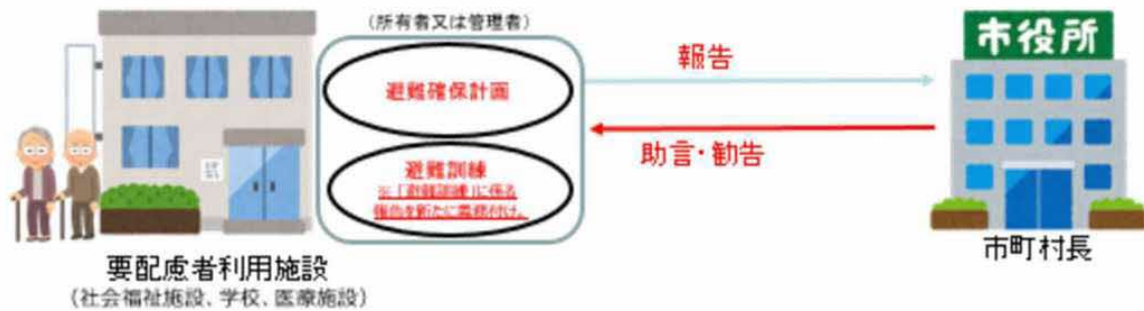 (所有者又は管理者)
避難確保計画
避難訓練
※「避難訓練」に係る
報告を新たに義務付け。
報告
助言・勧告
市役所
市町村長
要配慮者利用施設
(社会福祉施設、学校、医療施設)